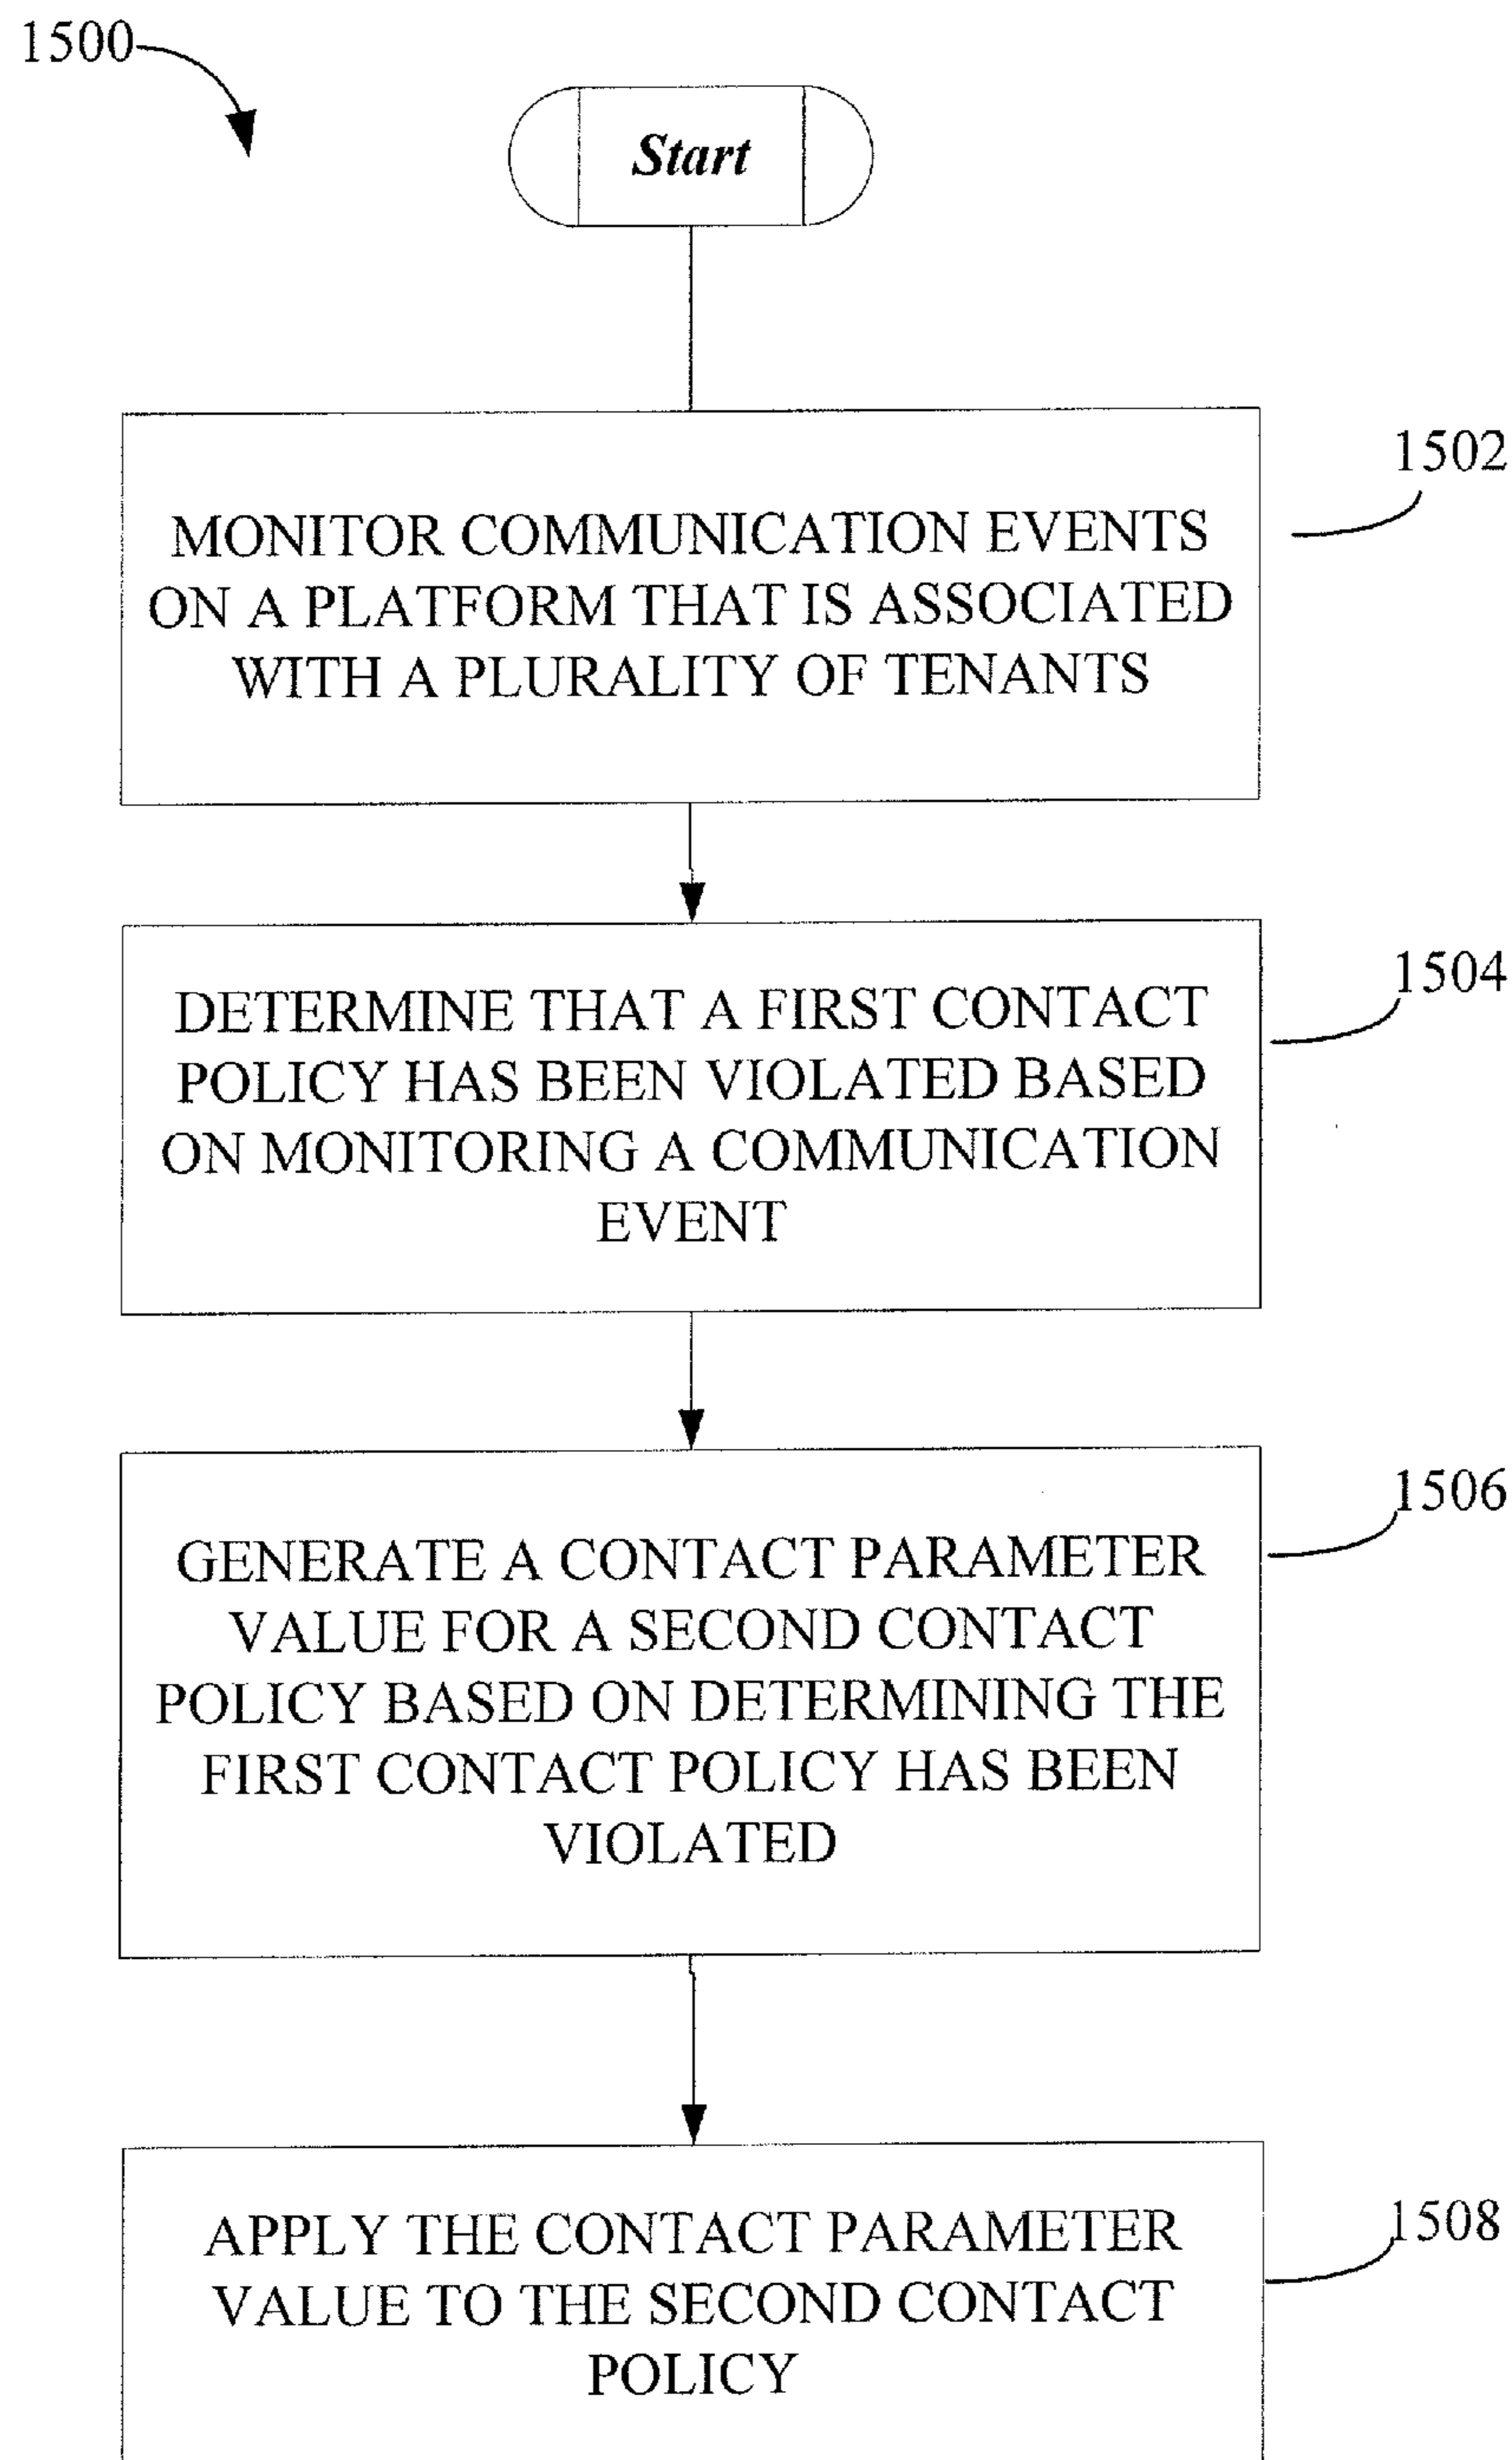 1500
Start
1502
MONITOR COMMUNICATION EVENTS
ON A PLATFORM THAT IS ASSOCIATED
WITH A PLURALITY OF TENANTS
1504
DETERMINE THAT A FIRST CONTACT
POLICY HAS BEEN VIOLATED BASED
ON MONITORING A COMMUNICATION
EVENT
1506
GENERATE A CONTACT PARAMETER
VALUE FOR A SECOND CONTACT
POLICY BASED ON DETERMINING THE
FIRST CONTACT POLICY HAS BEEN
VIOLATED
1508
APPLY THE CONTACT PARAMETER
VALUE TO THE SECOND CONTACT
POLICY